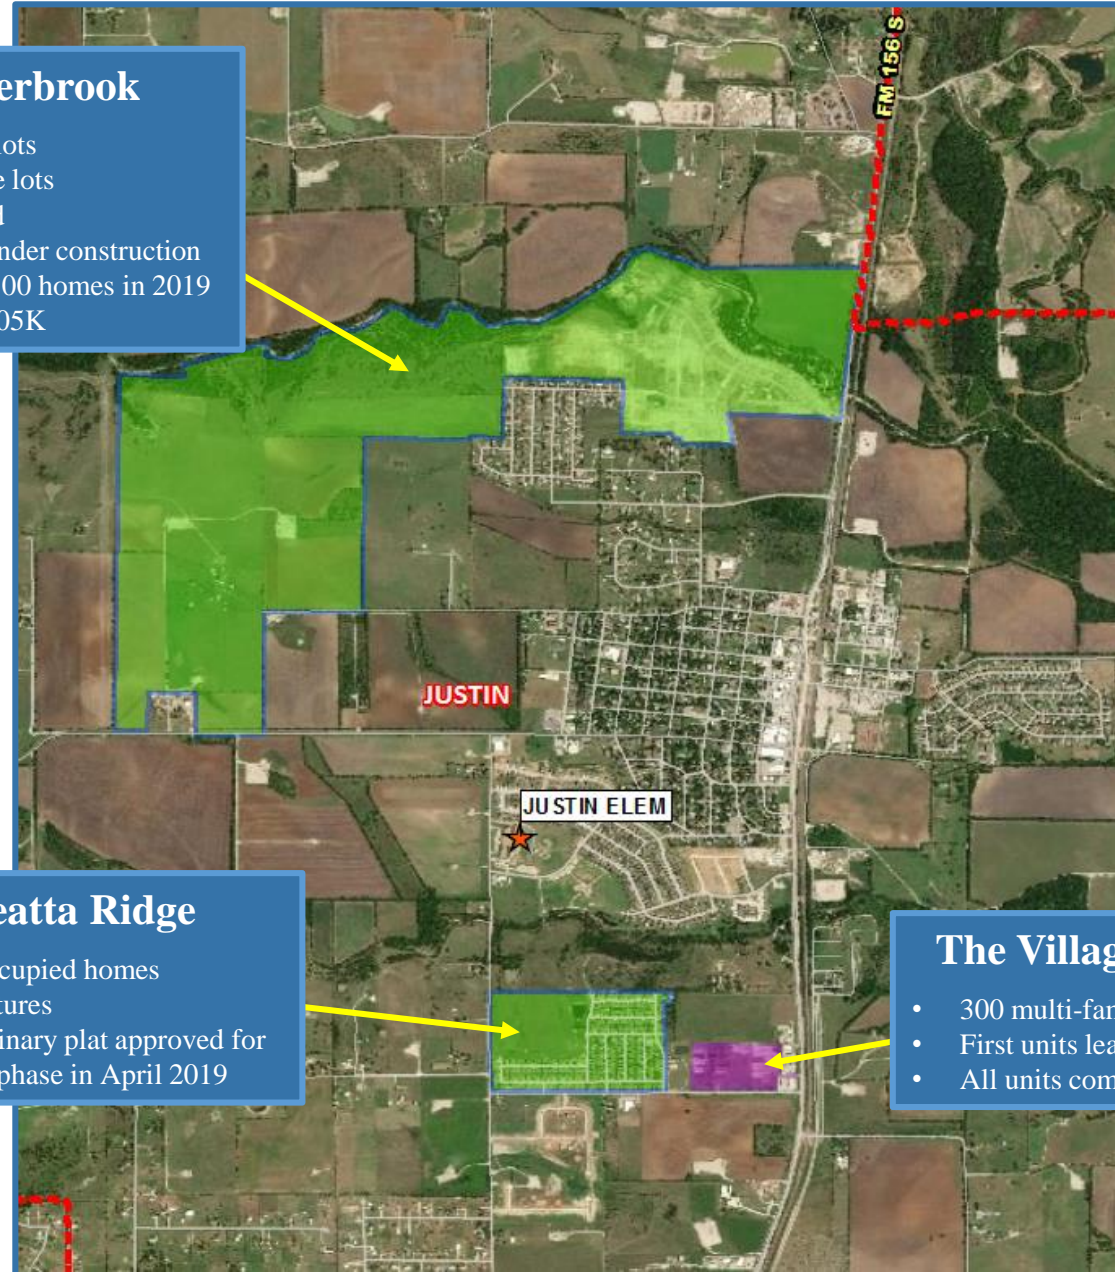 FM 156 S
erbrook
lots
e lots
d
nder construction
00 homes in 2019
05K
JUSTIN
JUSTIN ELEM
eatta Ridge
cupied homes
tures
inary plat approved for
phase in April 2019
The Villag
• 300 multi-fan
• First units lea
• All units com